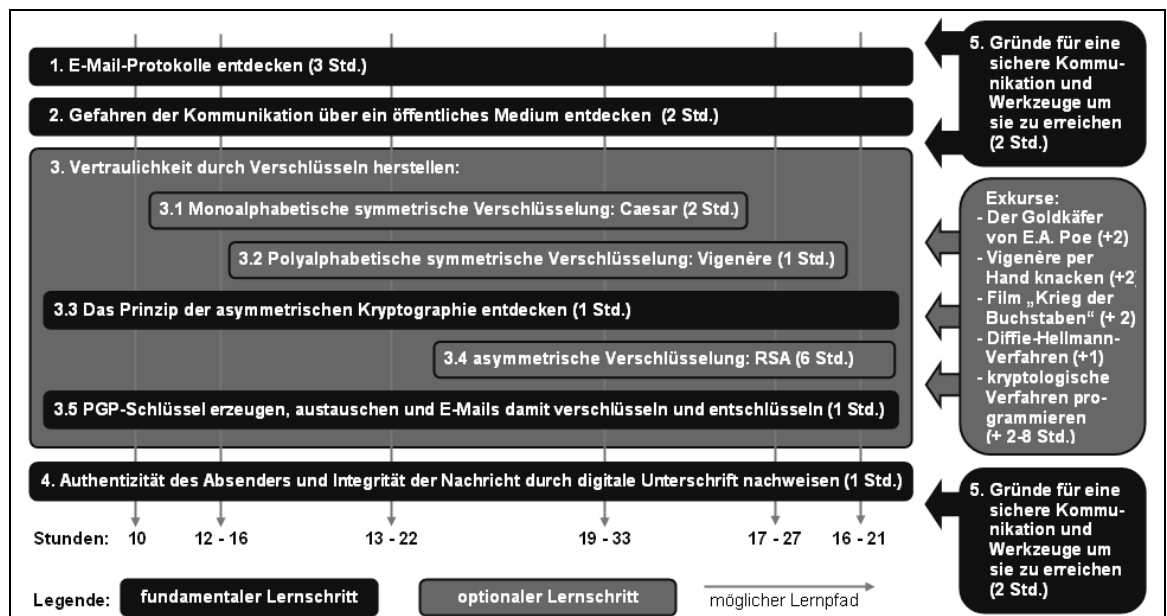 1. E-Mail-Protokolle entdecken (3 Std.)
2. Gefahren der Kommunikation über ein öffentliches Medium entdecken (2 Std.)
3. Vertraulichkeit durch Verschlüsseln herstellen:
3.1 Monoalphabetische symmetrische Verschlüsselung: Caesar (2 Std.)
3.2 Polyalphabetische symmetrische Verschlüsselung: Vigenère (1 Std.)
3.3 Das Prinzip der asymmetrischen Kryptographie entdecken (1 Std.)
3.4 asymmetrische Verschlüsselung: RSA (6 Std.)
3.5 PGP-Schlüssel erzeugen, austauschen und E-Mails damit verschlüsseln und entschlüsseln (1 Std.)
4. Authentizität des Absenders und Integrität der Nachricht durch digitale Unterschrift nachweisen (1 Std.)
Stunden: 10 12 - 16 13 - 22 19 - 33 17 - 27 16 - 21
Legende: fundamentaler Lernschritt optionaler Lernschritt möglicher Lernpfad
5. Gründe für eine
sichere Kommu-
nikation und
Werkzeuge um
sie zu erreichen
(2 Std.)
Exkurse:
- Der Goldkäfer
von E.A. Poe (+2)
- Vigenère per
Hand knacken (+2)
- Film „Krieg der
Buchstaben“ (+ 2)
- Diffie-Hellmann-
Verfahren (+1)
- kryptologische
Verfahren pro-
grammieren
(+ 2-8 Std.)
5. Gründe für eine
sichere Kommu-
nikation und
Werkzeuge um
sie zu erreichen
(2 Std.)